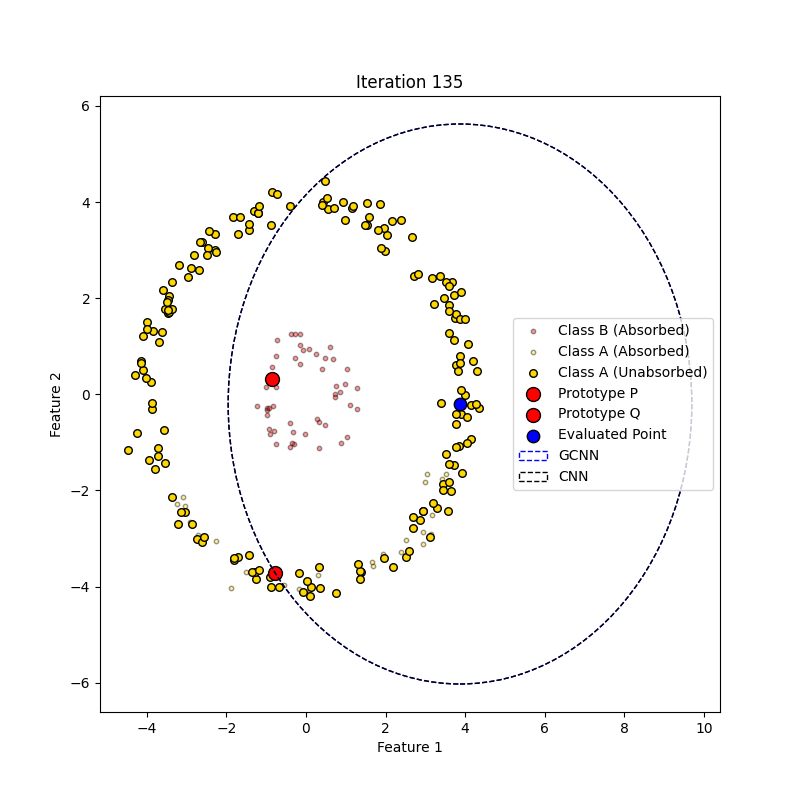 Iteration 135
6
4
2
0
−2
−4
−6
Feature 2
Class B (Absorbed)
Class A (Absorbed)
Class A (Unabsorbed)
Prototype P
Prototype Q
Evaluated Point
GCNN
CNN
−4
−2
0
2
4
6
8
10
Feature 1